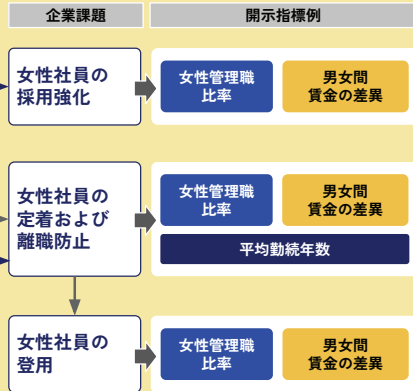 企業課題
開示指標例
女性社員の
採用強化
女性管理職
比率
男女間
賃金の差異
女性社員の
定着および
離職防止
女性管理職
比率
男女間
賃金の差異
平均勤続年数
女性社員の
登用
女性管理職
比率
男女間
賃金の差異